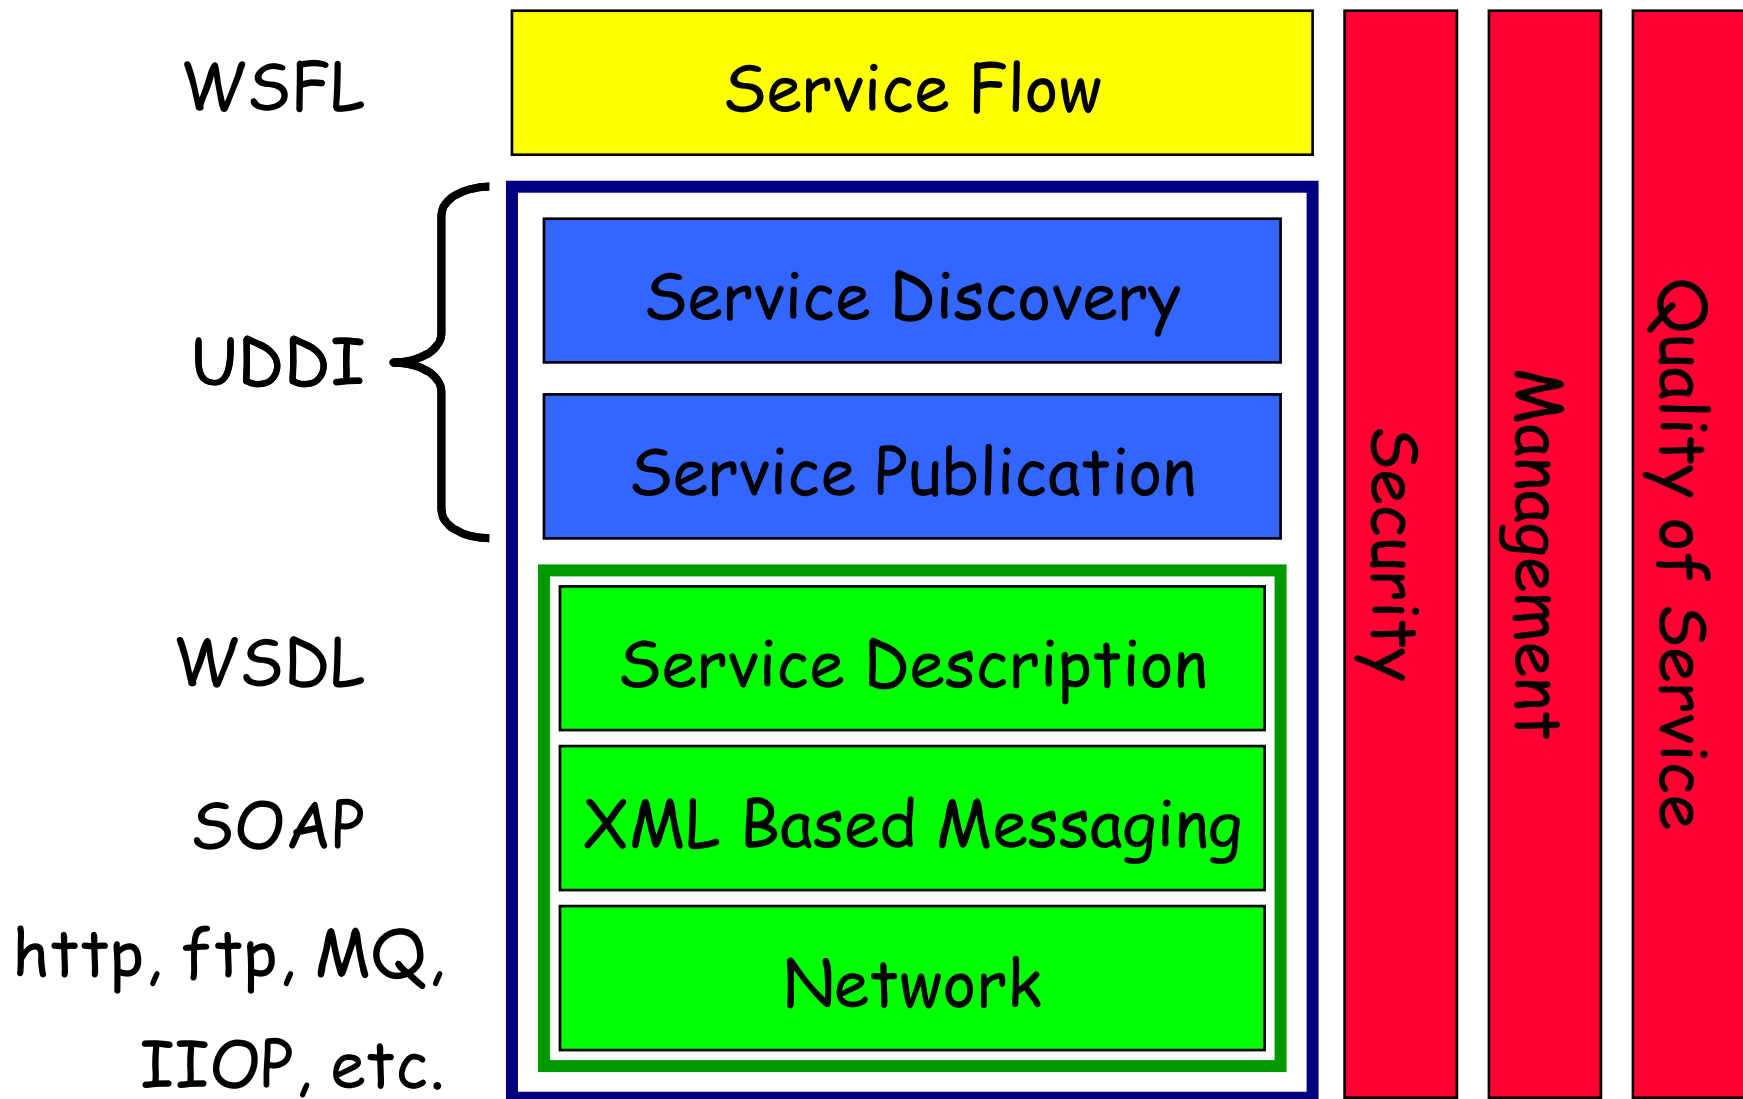 WSFL
Service Flow
UDDI
Service Discovery
Service Publication
WSDL
Service Description
SOAP
XML Based Messaging
http, ftp, MQ,
IIOP, etc.
Network
Security
Management
Quality of Service